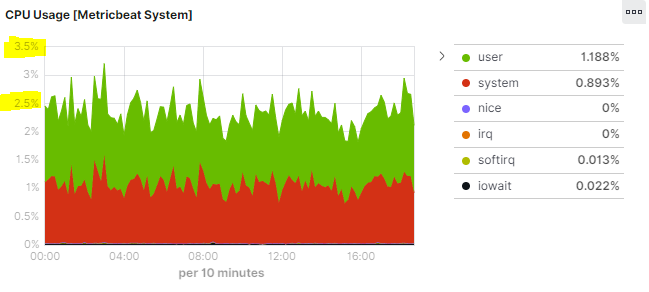 CPU Usage [Metricbeat System]
3.5%
3%
2.5%
2%
1.5%
1%
0.5%
0%
00:00 04:00 08:00 12:00 16:00
per 10 minutes
user 1.188%
system 0.893%
nice 0%
irq 0%
softirq 0.013%
iowait 0.022%